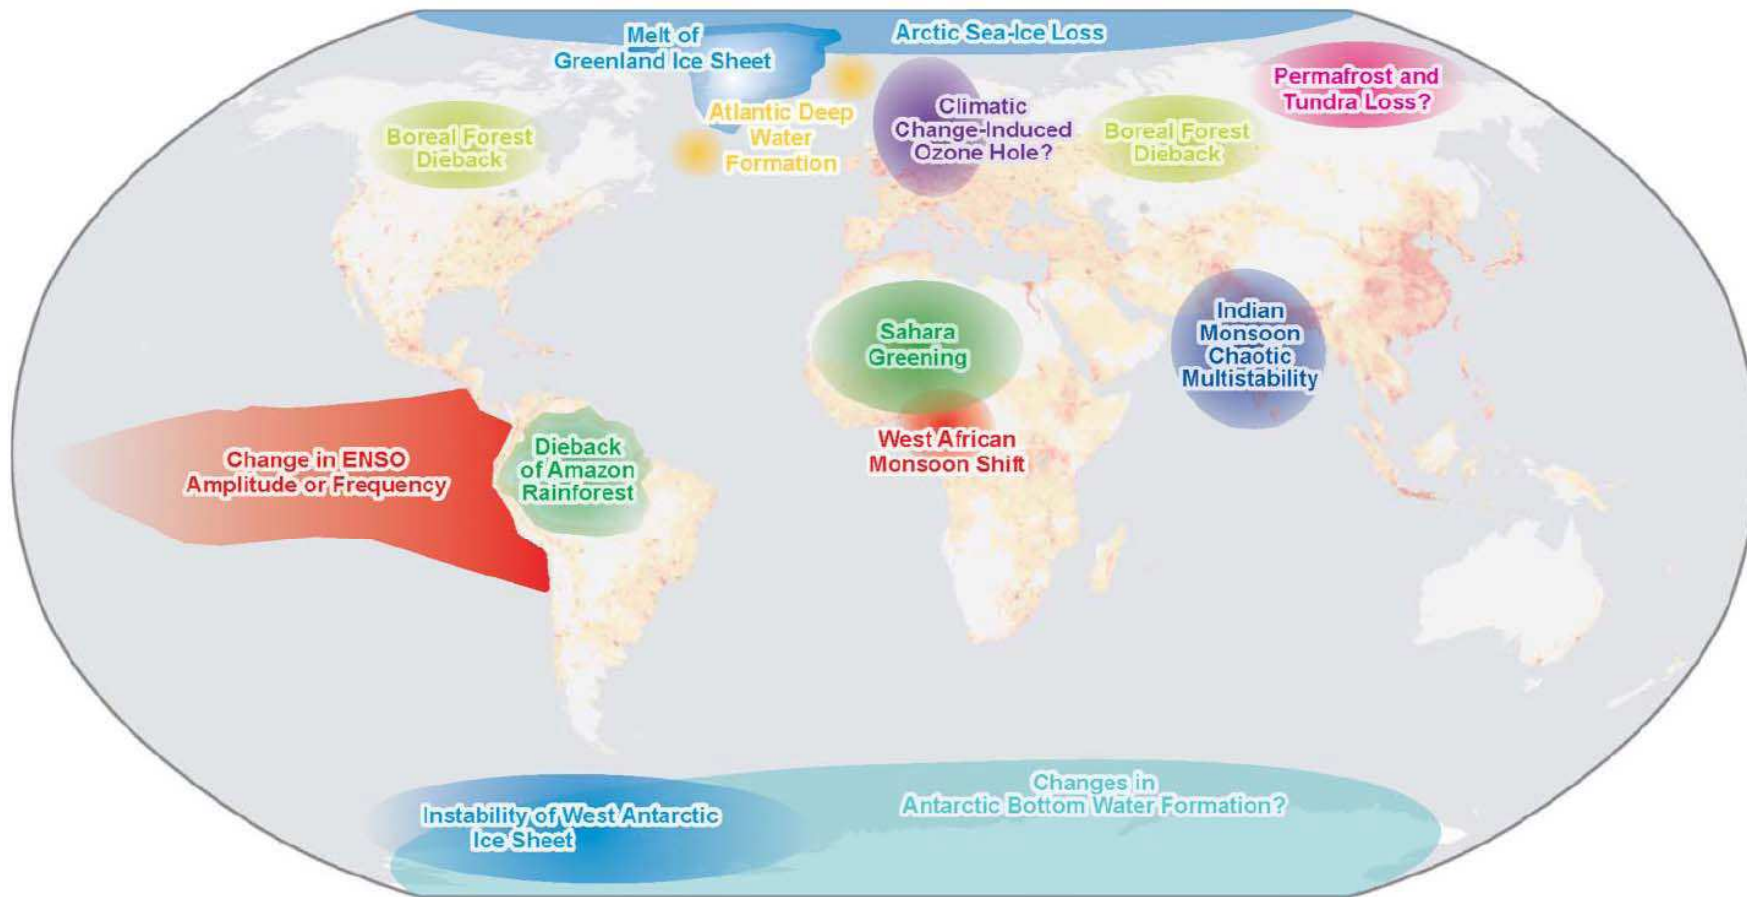 Melt of
Greenland Ice Sheet
Arctic Sea-Ice Loss
Permafrost and
Tundra Loss?
Boreal Forest
Dieback
Atlantic Deep
Water
Formation
Climatic
Change-Induced
Ozone Hole?
Boreal Forest
Dieback
Sahara
Greening
Indian
Monsoon
Chaotic
Multistability
West African
Monsoon Shift
Change in ENSO
Amplitude or Frequency
Dieback
of Amazon
Rainforest
Instability of West Antarctic
Ice Sheet
Changes in
Antarctic Bottom Water Formation?